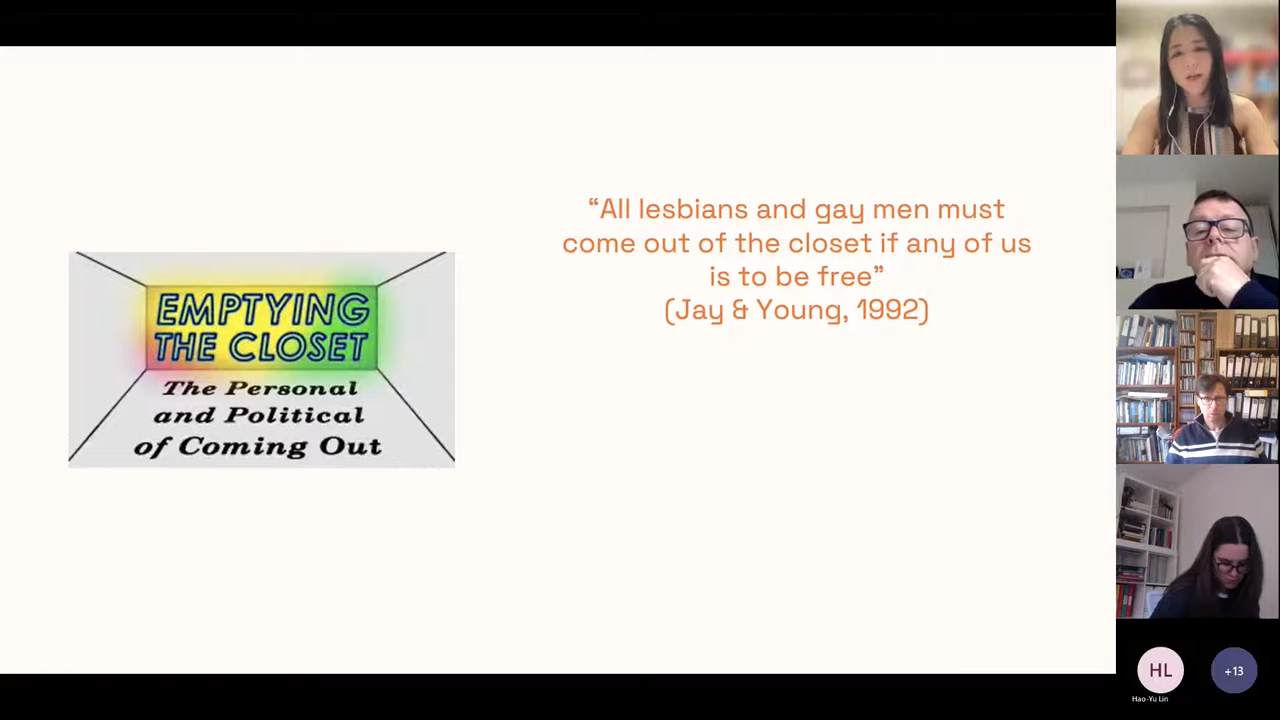 EMPTYING
THE CLOSET
The Personal
and Political
of Coming Out
“All lesbians and gay men must
come out of the closet if any of us
is to be free”
(Jay & Young, 1992)
HL
+13
Hao-Yu Lin